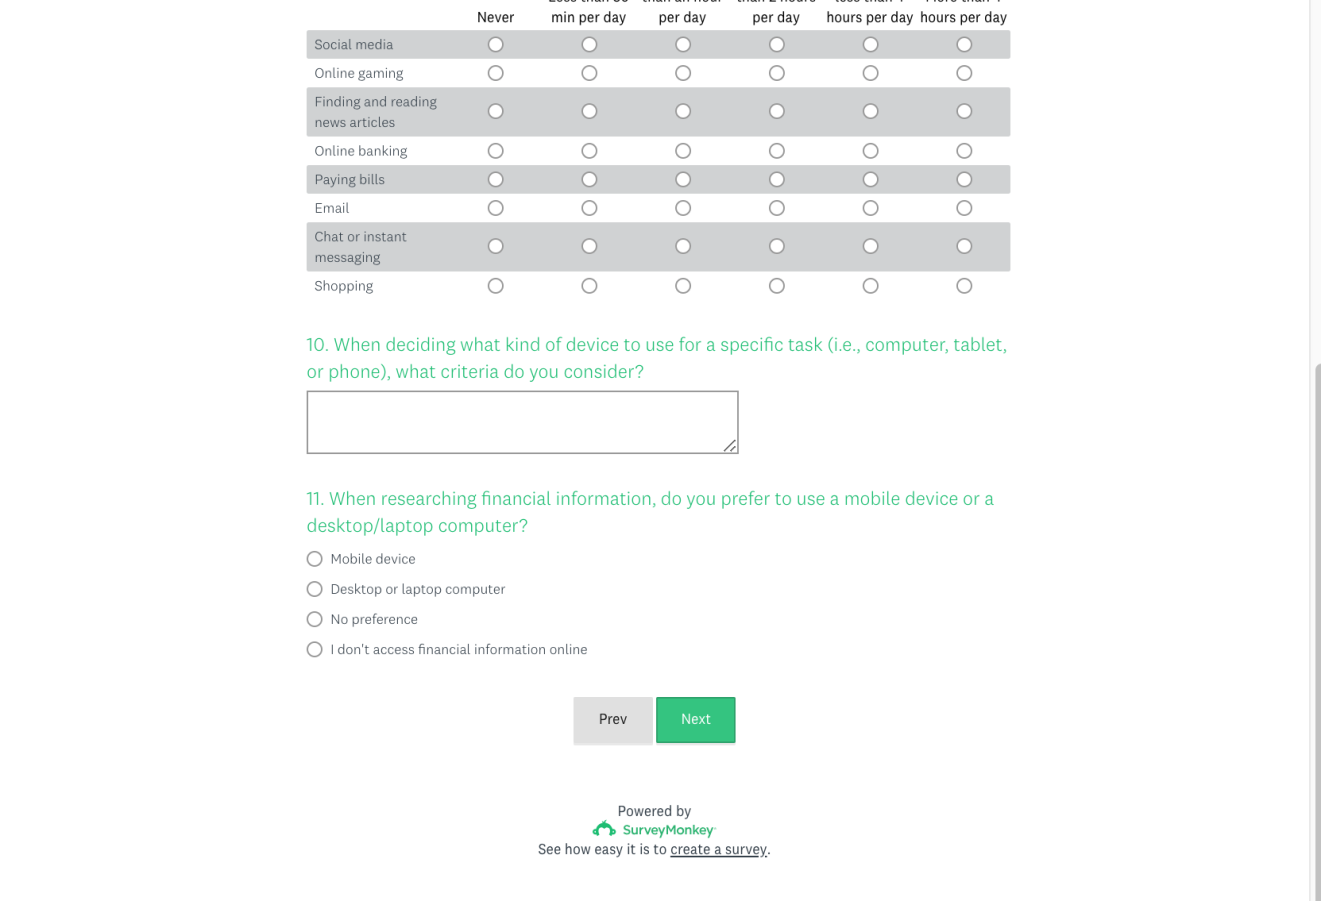 Never min per day per day per day hours per day hours per day
Social media
Online gaming
Finding and reading
news articles
Online banking
Paying bills
Email
Chat or instant
messaging
Shopping
10. When deciding what kind of device to use for a specific task (i.e., computer, tablet,
or phone), what criteria do you consider?
11. When researching financial information, do you prefer to use a mobile device or a
desktop/laptop computer?
Mobile device
Desktop or laptop computer
No preference
I don't access financial information online
Prev Next
Powered by
SurveyMonkey
See how easy it is to create a survey.